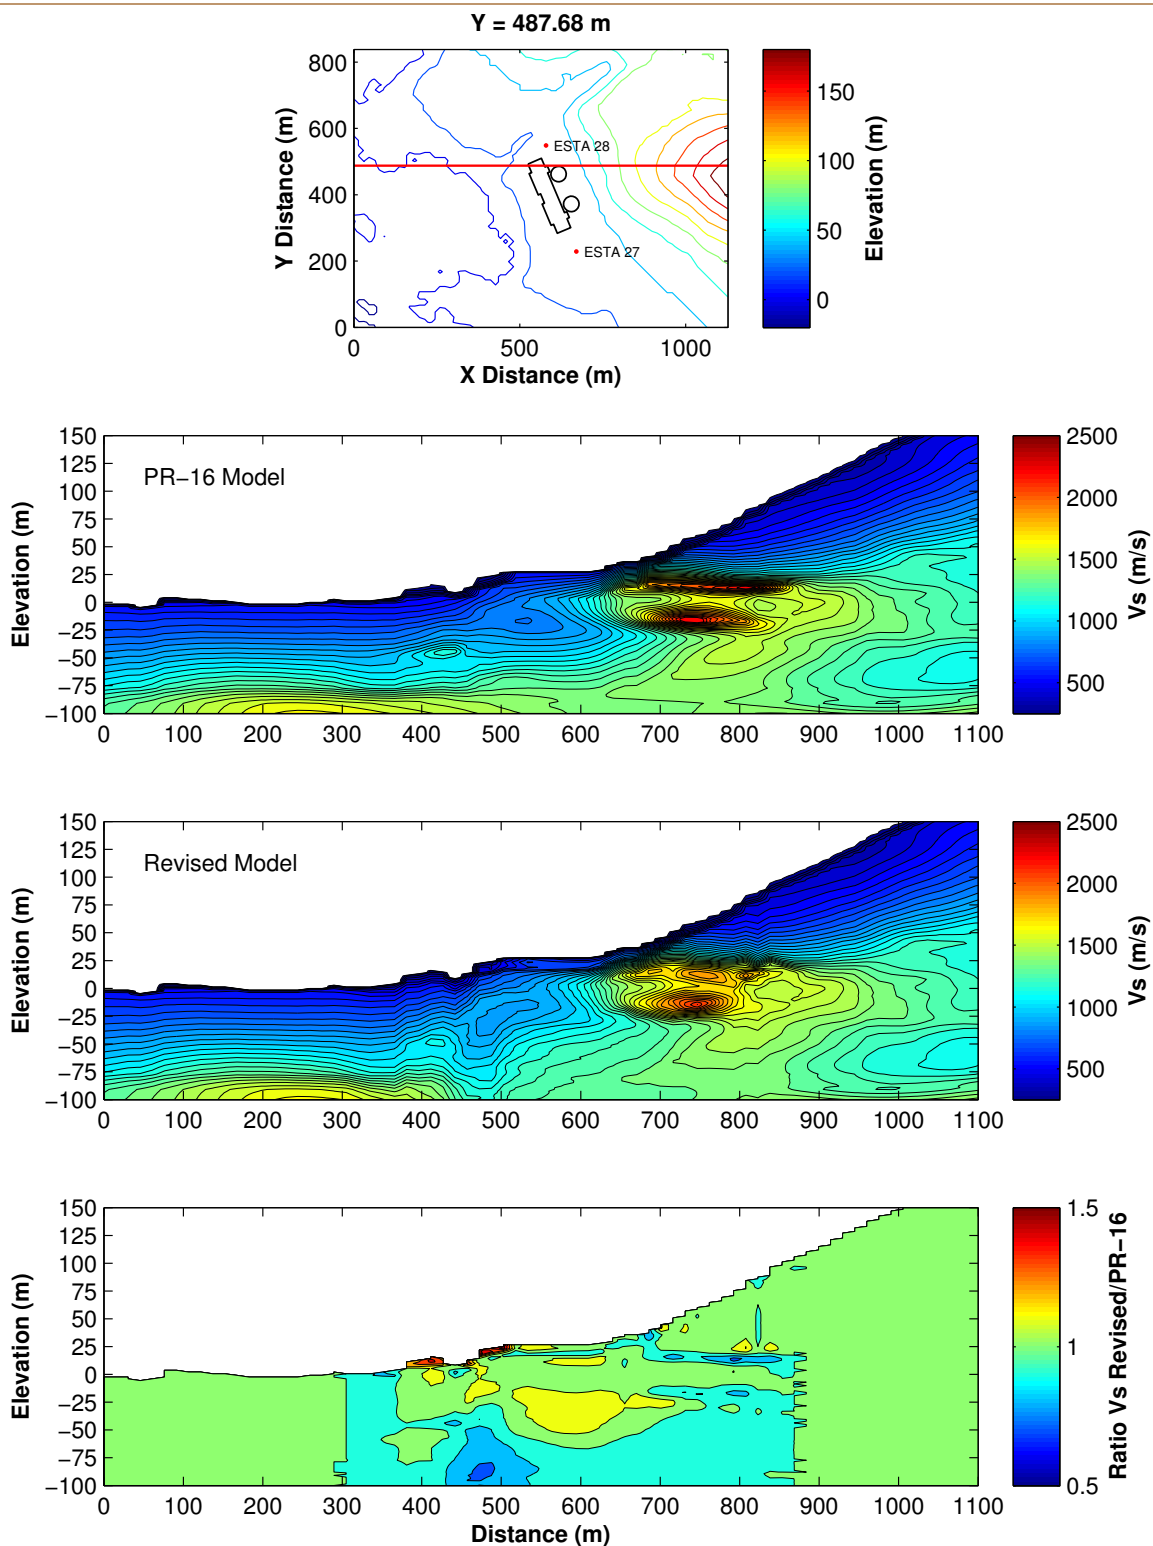 Y = 487.68 m
800
600
400
200
0
Y Distance (m)
0 500 1000
X Distance (m)
ESTA 28
ESTA 27
150
100
50
0
Elevation (m)
PR−16 Model
150
125
100
75
50
25
0
−25
−50
−75
−100
Elevation (m)
0 100 200 300 400 500 600 700 800 900 1000 1100
2500
2000
1500
1000
500
Vs (m/s)
Revised Model
150
125
100
75
50
25
0
−25
−50
−75
−100
Elevation (m)
0 100 200 300 400 500 600 700 800 900 1000 1100
2500
2000
1500
1000
500
Vs (m/s)
150
125
100
75
50
25
0
−25
−50
−75
−100
Elevation (m)
0 100 200 300 400 500 600 700 800 900 1000 1100
Distance (m)
1.5
1
0.5
Ratio Vs Revised/PR−16